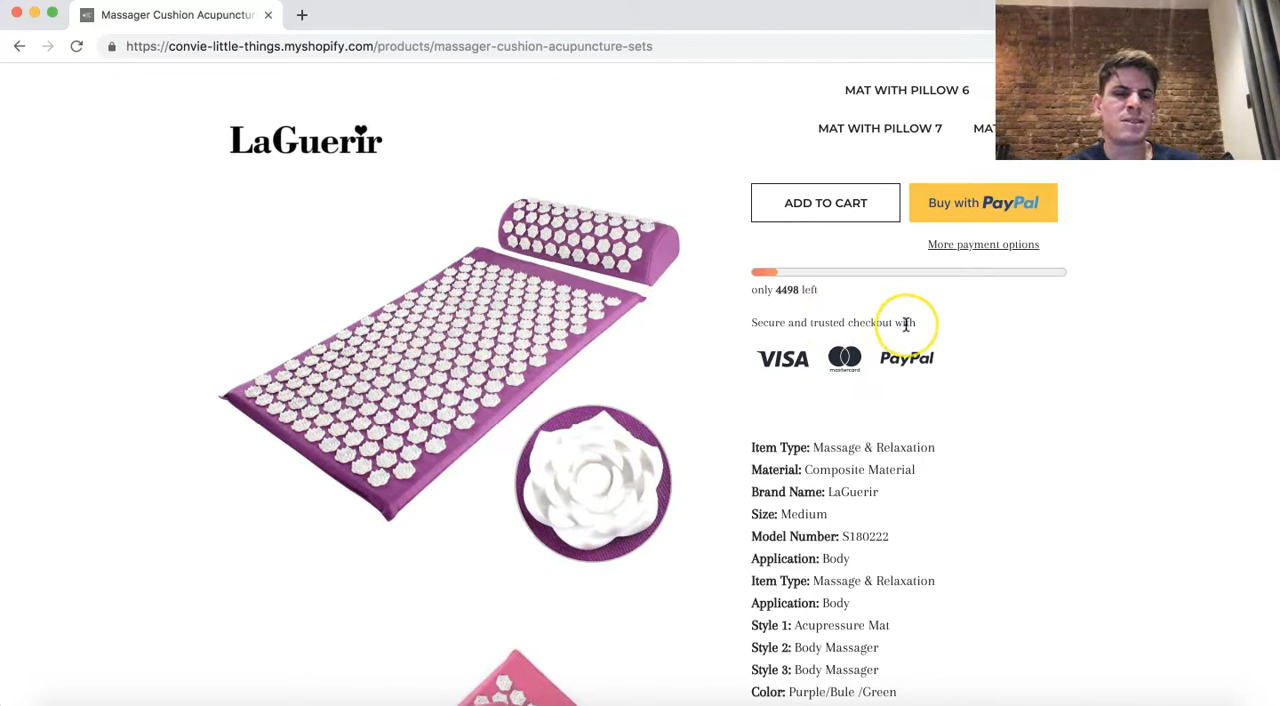 Massager Cushion Acupunctur
https://convie-little-things.myshopify.com/products/massager-cushion-acupuncture-sets
MAT WITH PILLOW 6
LaGuerir
MAT WITH PILLOW 7 MAT
ADD TO CART
Buy with PayPal
More payment options
only 4498 left
Secure and trusted checkout with
VISA mastercard PayPal
Item Type: Massage & Relaxation
Material: Composite Material
Brand Name: LaGuerir
Size: Medium
Model Number: S180222
Application: Body
Item Type: Massage & Relaxation
Application: Body
Style 1: Acupressure Mat
Style 2: Body Massager
Style 3: Body Massager
Color: Purple/Bule /Green